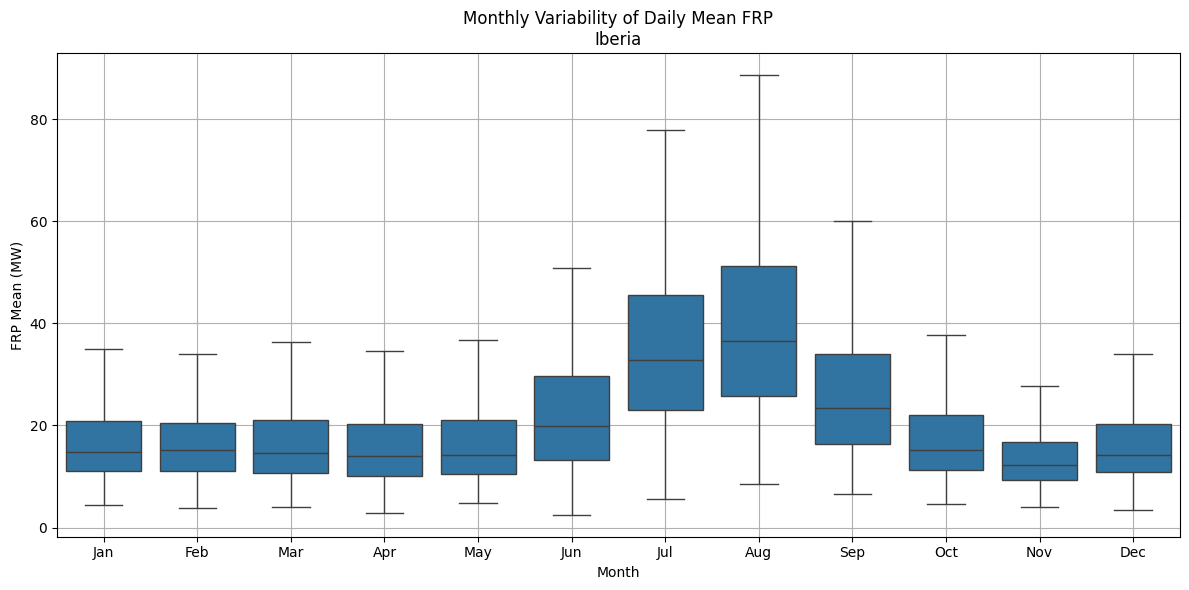 Monthly Variability of Daily Mean FRP
Iberia
FRP Mean (MW)
80
60
40
20
0
Jan Feb Mar Apr May Jun Jul Aug Sep Oct Nov Dec
Month